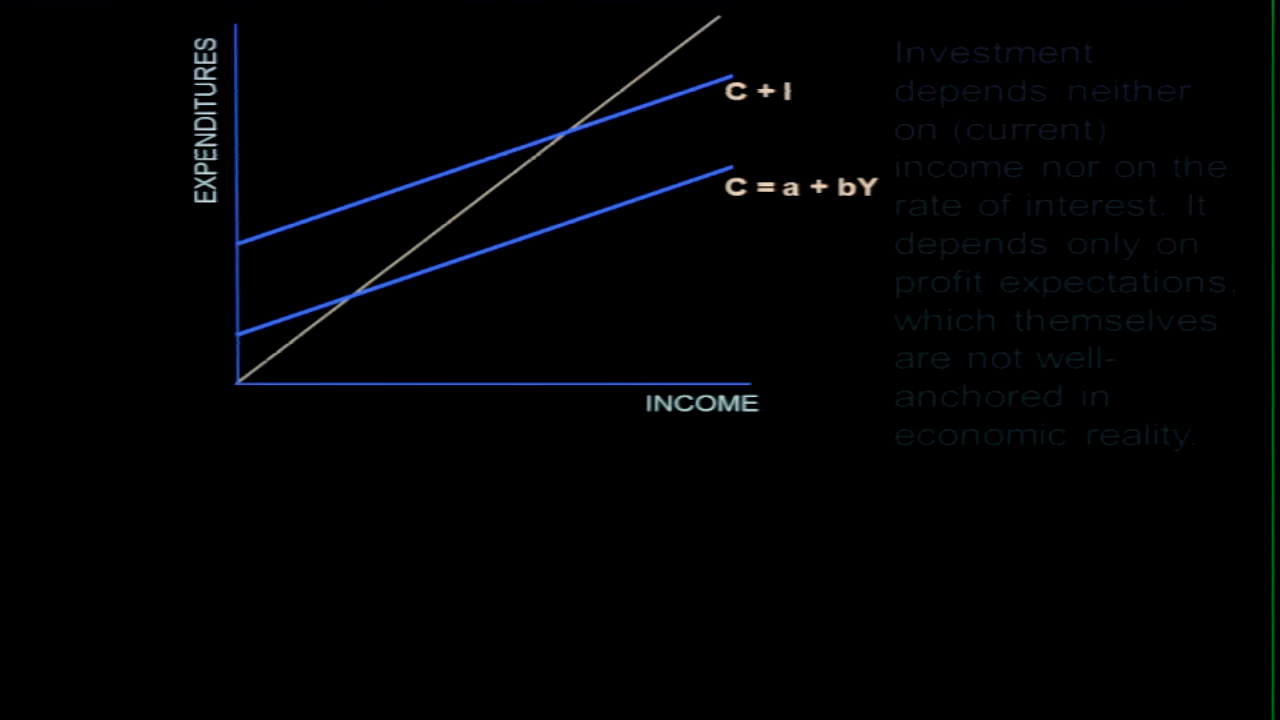 EXPENDITURES
C + I
C = a + bY
INCOME
Investment
depends neither
on (current)
income nor on the
rate of interest. It
depends only on
profit expectations,
which themselves
are not well-
anchored in
economic reality.